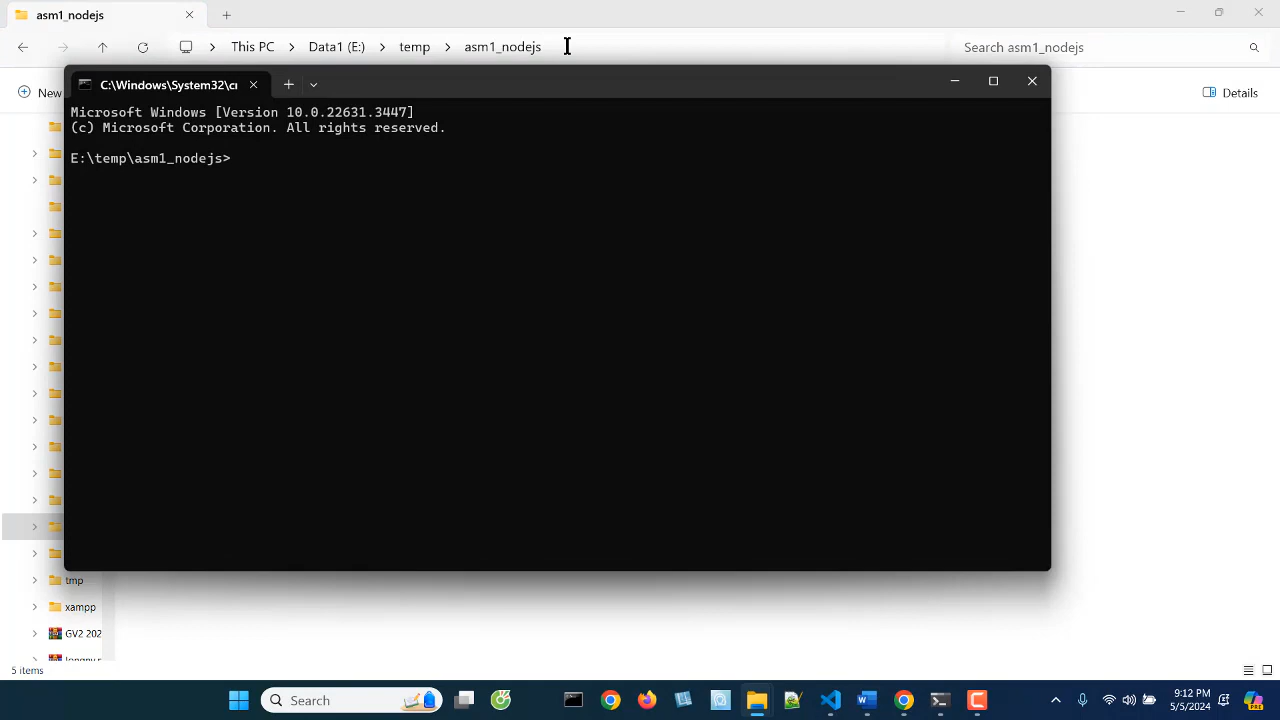 asm1_nodejs
This PC
Data1 (E:)
temp
asm1_nodejs
Search asm1_nodejs
New
Details
C:\Windows\System32\c
Microsoft Windows [Version 10.0.22631.3447]
(c) Microsoft Corporation. All rights reserved.
E:\temp\asm1_nodejs>
tmp
xampp
GV2 202
5 items
Search
9:12 PM
5/5/2024